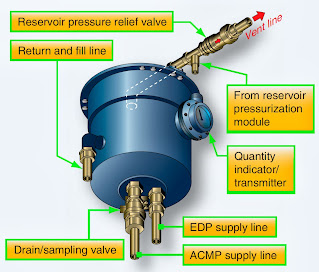 Reservoir pressure relief valve
Vent line
Return and fill line
From reservoir
pressurization
module
Quantity
indicator/
transmitter
EDP supply line
Drain/sampling valve
ACMP supply line